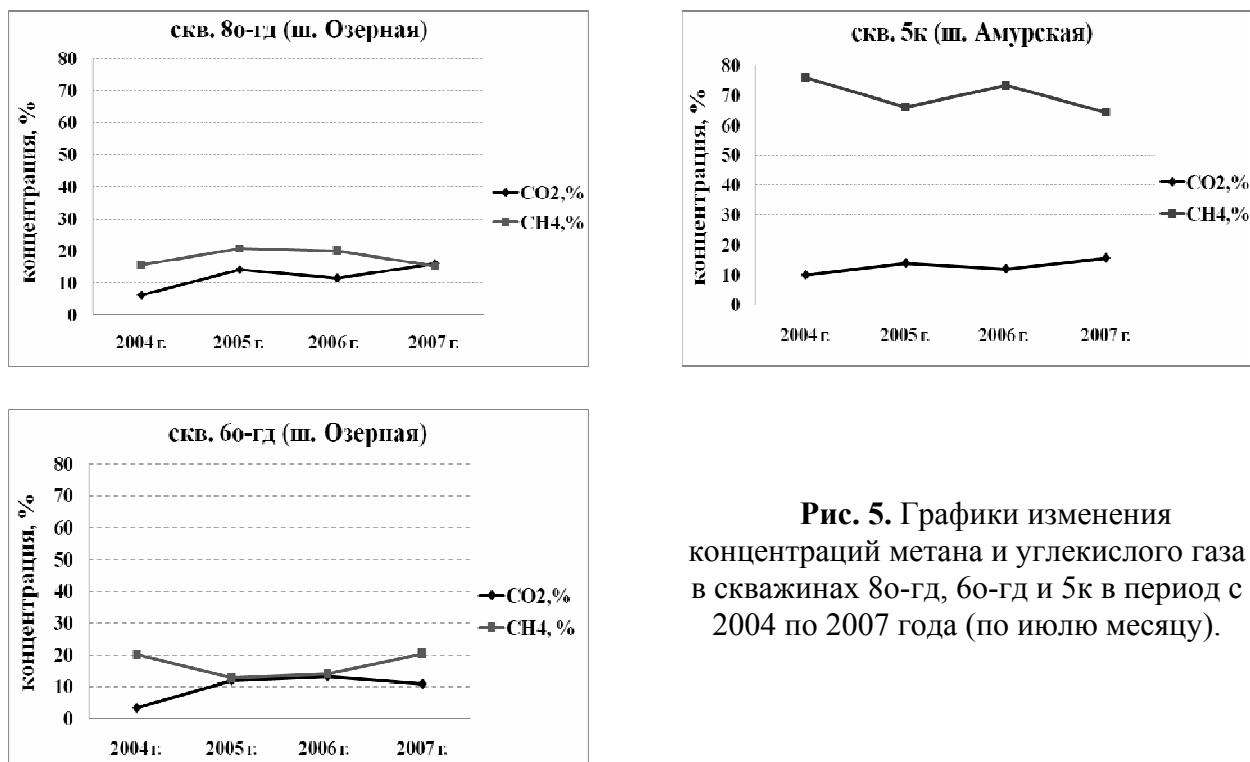 скв. 8о-гд (ш. Озерная)
концентрация, %
80
70
60
50
40
30
20
10
0
2004 г. 2005 г. 2006 г. 2007 г.
CO2,%
CH4,%
скв. 5к (ш. Амурская)
концентрация, %
80
70
60
50
40
30
20
10
0
2004 г. 2005 г. 2006 г. 2007 г.
CO2,%
CH4,%
скв. 6о-гд (ш. Озерная)
концентрация, %
80
70
60
50
40
30
20
10
0
2004 г. 2005 г. 2006 г. 2007 г.
CO2,%
CH4, %
Рис. 5. Графики изменения
концентраций метана и углекислого газа
в скважинах 8о-гд, 6о-гд и 5к в период с
2004 по 2007 года (по июлю месяцу).